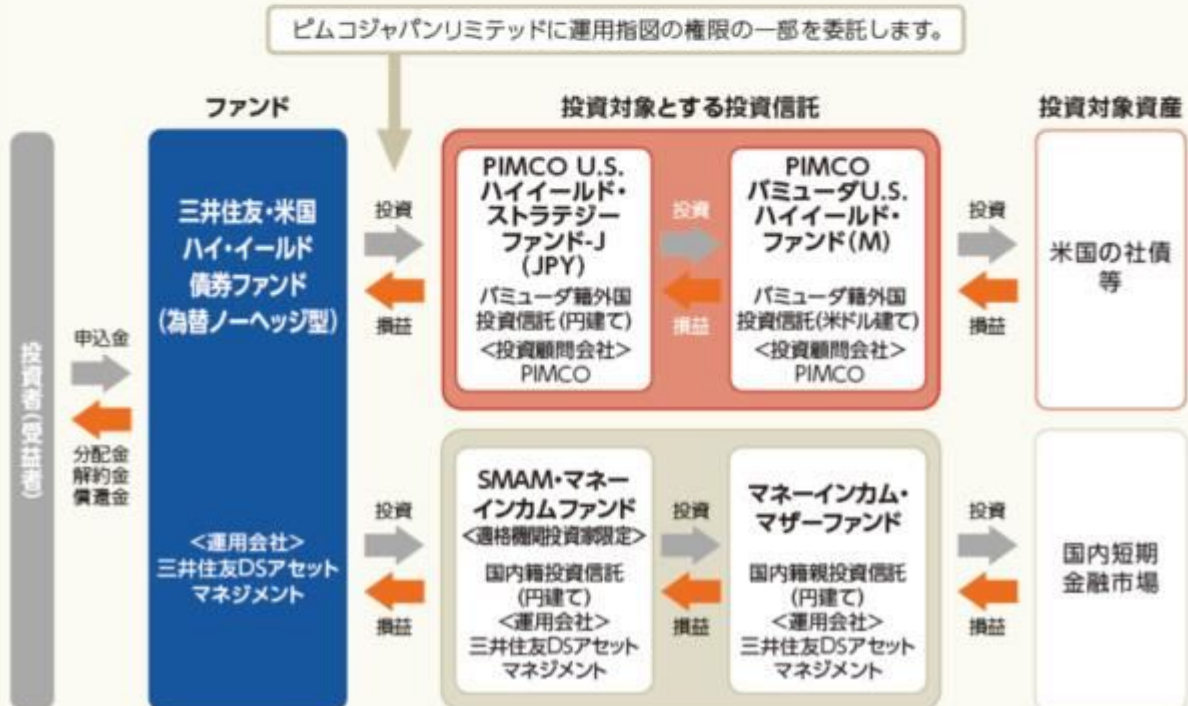 ピムコジャパンリミテッドに運用指図の権限の一部を委託します。
ファンド
投資対象とする投資信託
投資対象資産
投資者(受益者)
申込金
分配金
解約金
償還金
三井住友・米国
ハイ・イールド
債券ファンド
(為替ノーヘッジ型)
<運用会社>
三井住友DSアセット
マネジメント
投資
損益
PIMCO U.S.
ハイイールド・
ストラテジー
ファンド-J
(JPY)
バミューダ籍外国
投資信託(円建て)
<投資顧問会社>
PIMCO
投資
損益
PIMCO
バミューダU.S.
ハイイールド・
ファンド(M)
バミューダ籍外国
投資信託(米ドル建て)
<投資顧問会社>
PIMCO
投資
損益
米国の社債
等
投資
損益
SMAM・マネー
インカムファンド
<適格機関投資家限定>
国内籍投資信託
(円建て)
<運用会社>
三井住友DSアセット
マネジメント
投資
損益
マネーインカム・
マザーファンド
国内籍親投資信託
(円建て)
<運用会社>
三井住友DSアセット
マネジメント
投資
損益
国内短期
金融市場